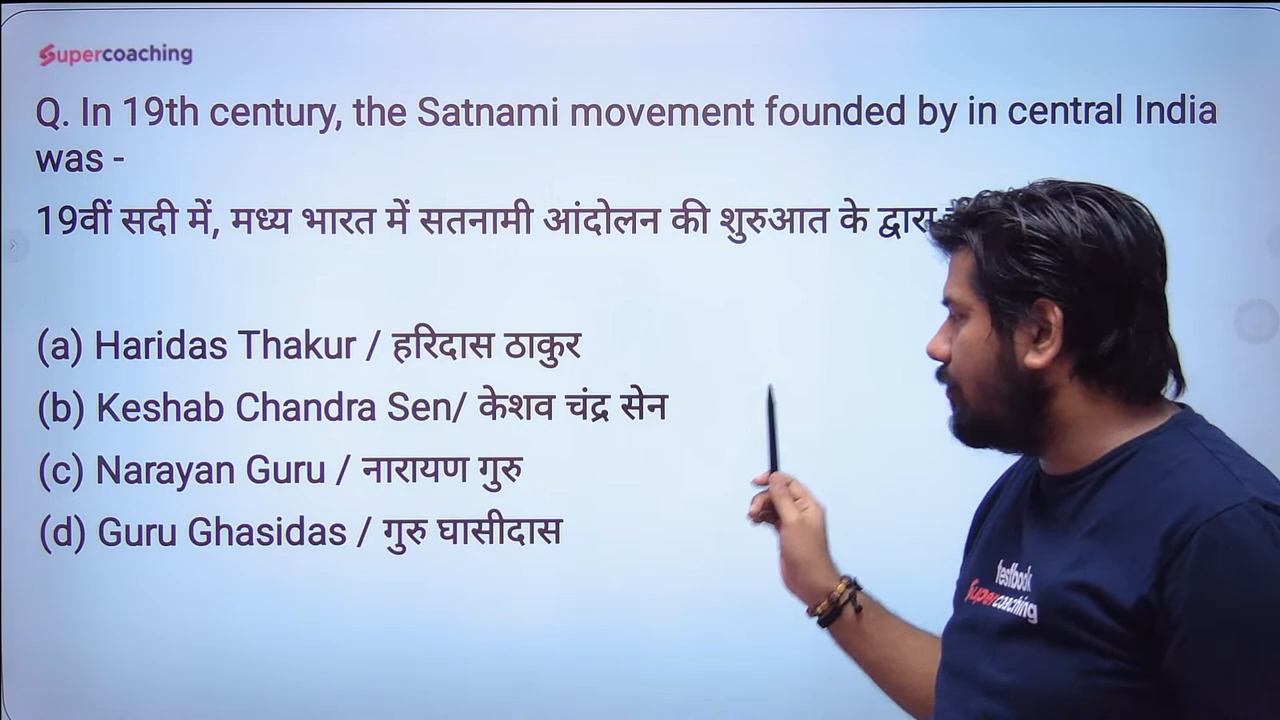 Supercoaching
Q. In 19th century, the Satnami movement founded by in central India
was -
19वीं सदी में, मध्य भारत में सतनामी आंदोलन की शुरुआत के द्वारा
(a) Haridas Thakur / हरिदास ठाकुर
(b) Keshab Chandra Sen/ केशव चंद्र सेन
(c) Narayan Guru / नारायण गुरु
(d) Guru Ghasidas / गुरु घासीदास
testbook
Supercoaching